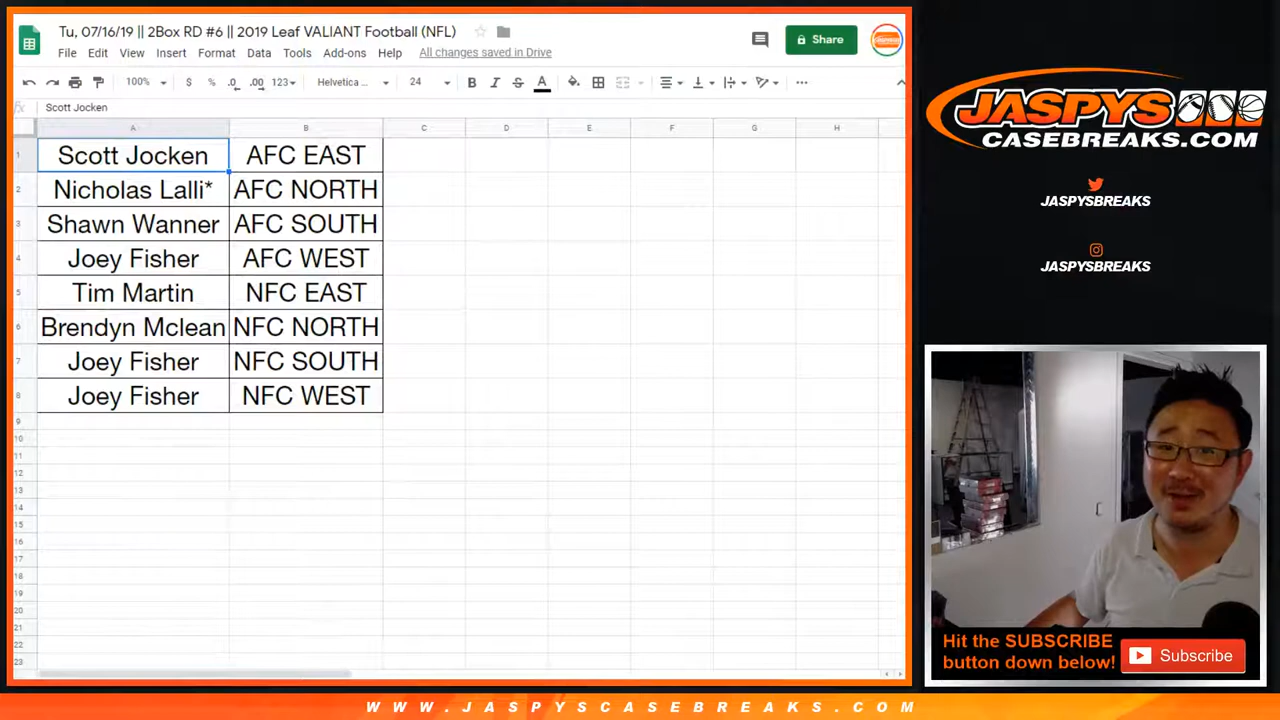 Tu, 07/16/19 || 2Box RD #6 || 2019 Leaf VALIANT Football (NFL)
File Edit View Insert Format Data Tools Add-ons Help All changes saved in Drive
Share
100% $ % .0 .00 123 Helvetica ... 24 B I S A
fx Scott Jocken
A B C D E F G H
1 Scott Jocken AFC EAST
2 Nicholas Lalli* AFC NORTH
3 Shawn Wanner AFC SOUTH
4 Joey Fisher AFC WEST
5 Tim Martin NFC EAST
6 Brendyn Mclean NFC NORTH
7 Joey Fisher NFC SOUTH
8 Joey Fisher NFC WEST
9
10
11
12
13
14
15
16
17
18
19
20
21
22
23
JASPYS
CASEBREAKS.COM
JASPYSBREAKS
JASPYSBREAKS
Hit the SUBSCRIBE
button down below!
Subscribe
WWW.JASPYSCASEBREAKS.COM